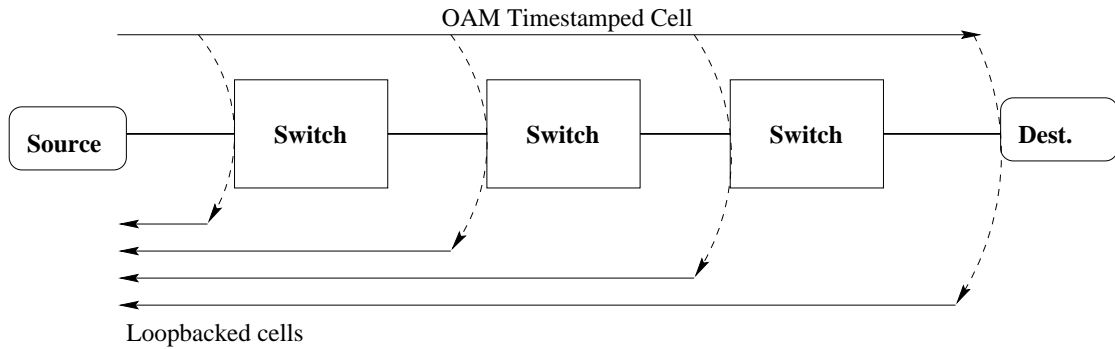 OAM Timestamped Cell
Source
Switch
Switch
Switch
Dest.
Loopbacked cells